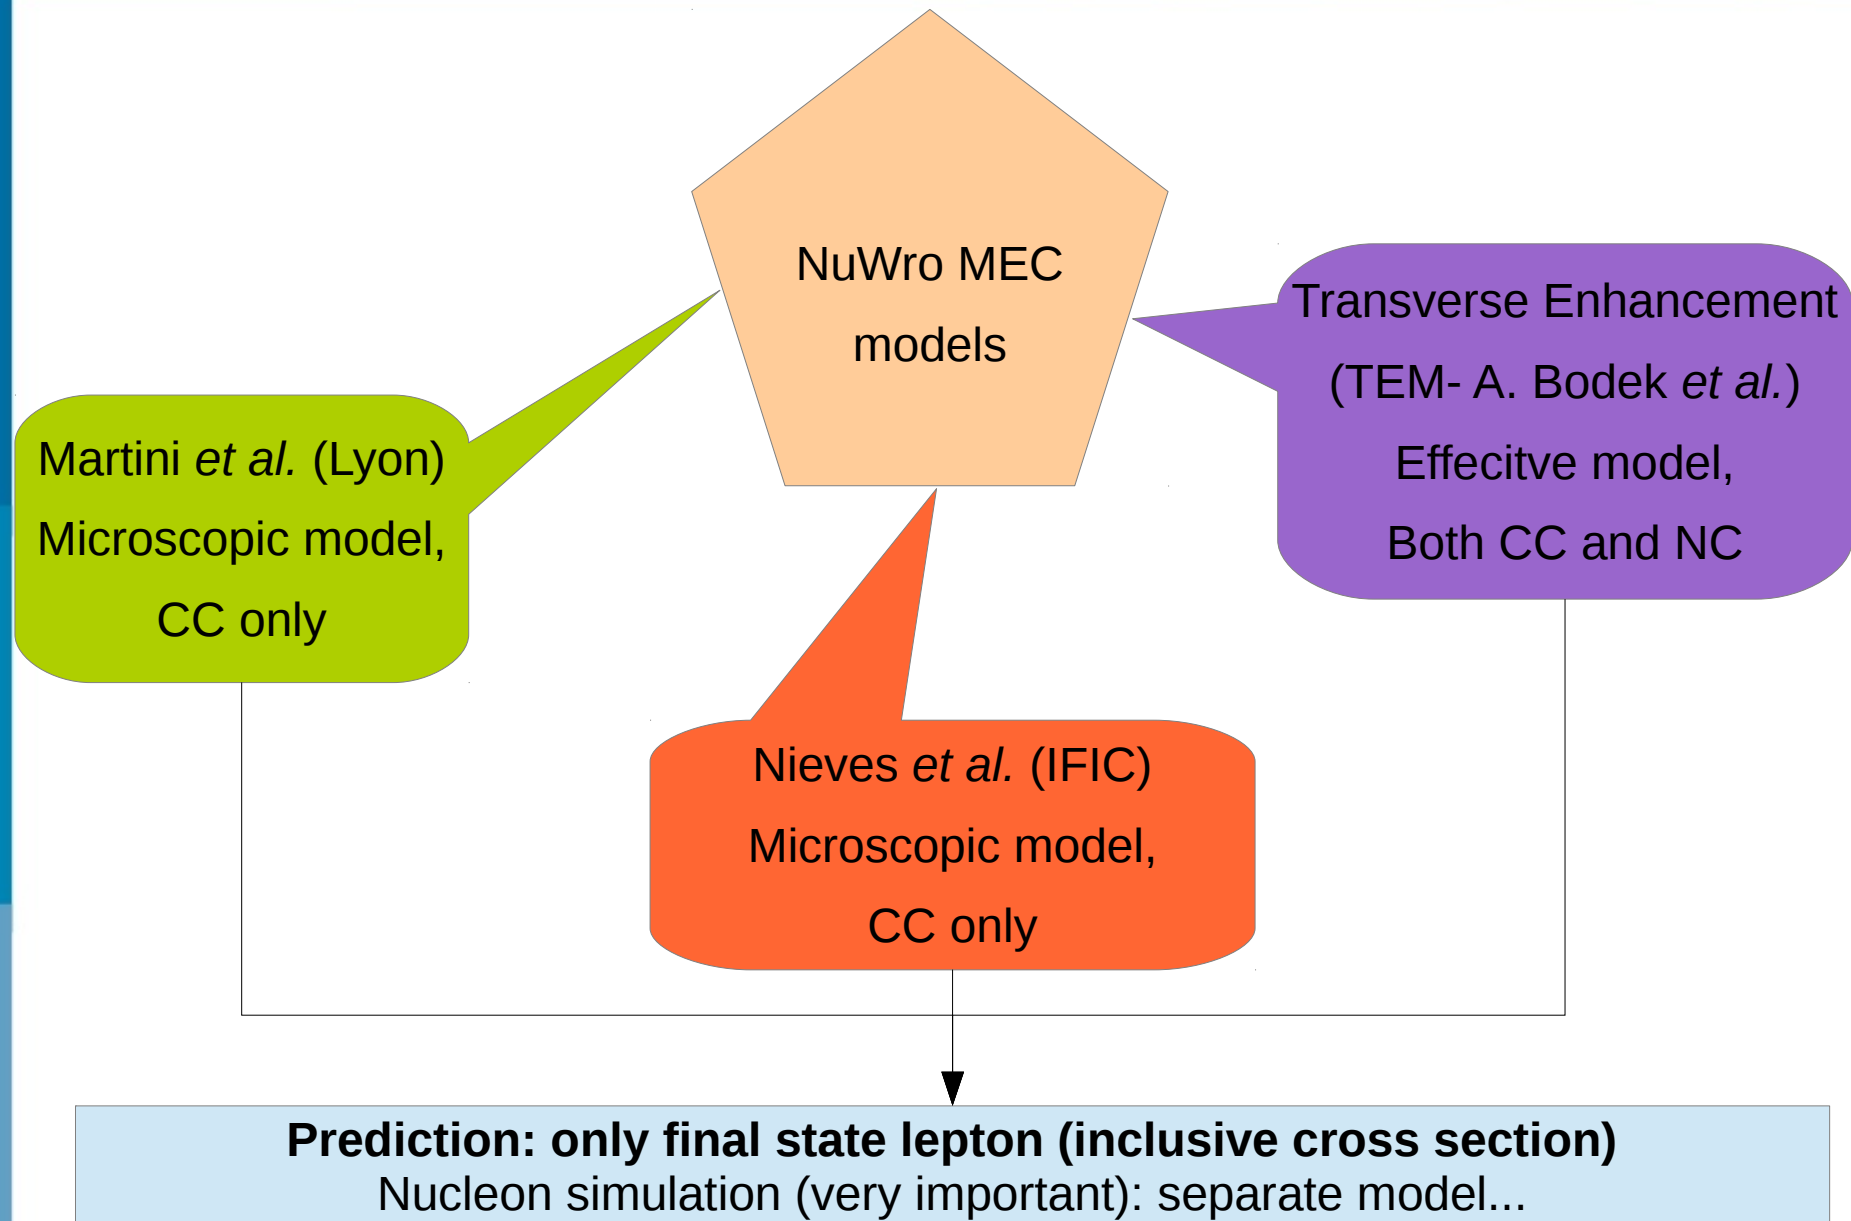 NuWro MEC
models
Transverse Enhancement
(TEM- A. Bodek et al.)
Effecitve model,
Both CC and NC
Martini et al. (Lyon)
Microscopic model,
CC only
Nieves et al. (IFIC)
Microscopic model,
CC only
Prediction: only final state lepton (inclusive cross section)
Nucleon simulation (very important): separate model...